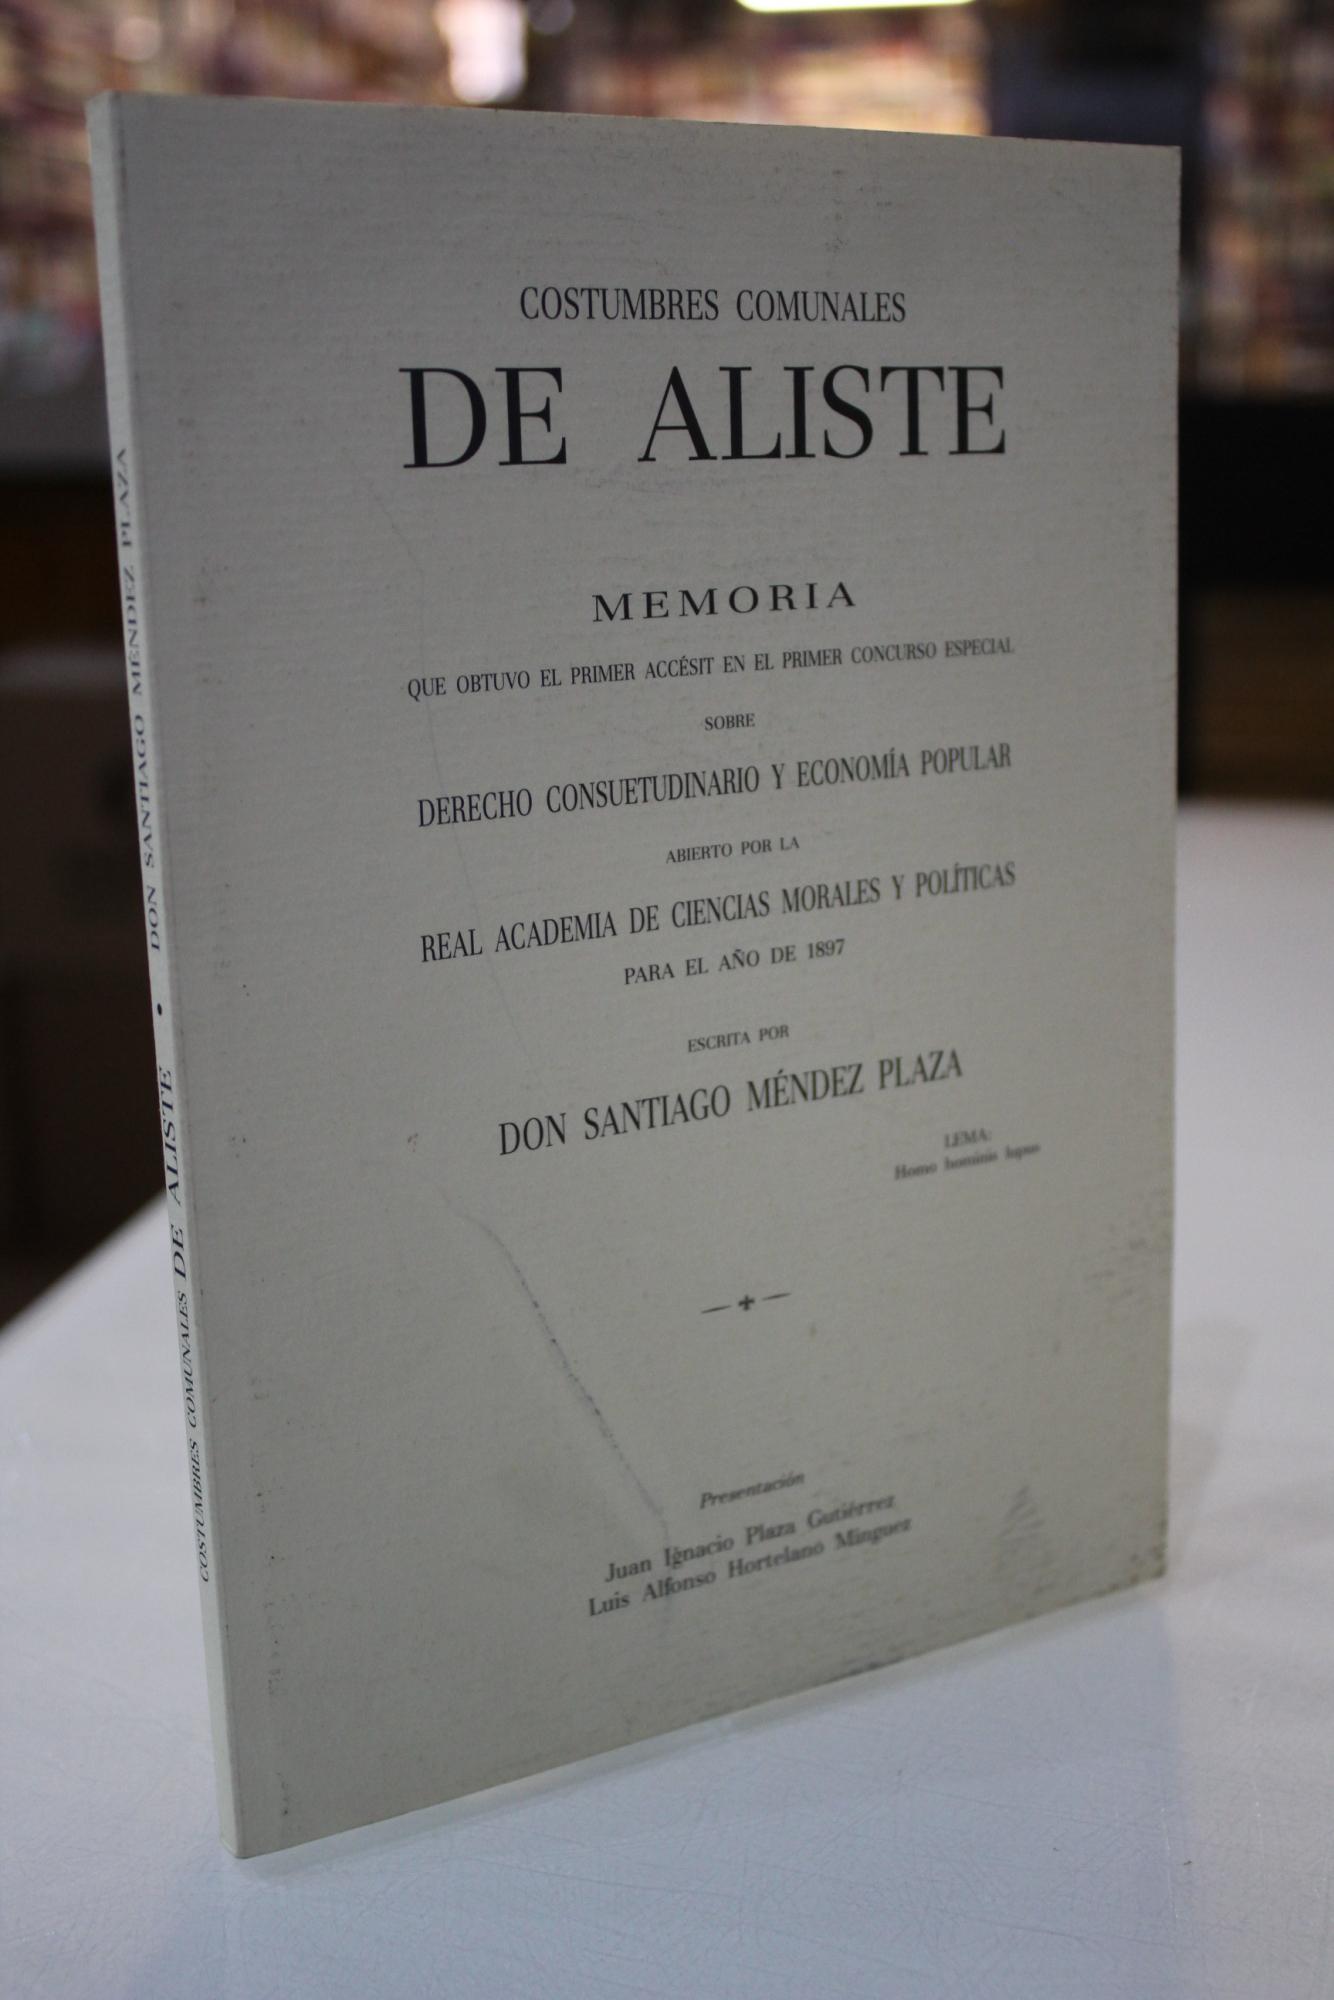 COSTUMBRES COMUNALES
DE ALISTE
MEMORIA
QUE OBTUVO EL PRIMER ACCÉSIT EN EL PRIMER CONCURSO ESPECIAL
SOBRE
DERECHO CONSUETUDINARIO Y ECONOMÍA POPULAR
ABIERTO POR LA
REAL ACADEMIA DE CIENCIAS MORALES Y POLÍTICAS
PARA EL AÑO DE 1897
ESCRITA POR
DON SANTIAGO MÉNDEZ PLAZA
LEMA:
Homo hominis lupus
Presentación
Juan Ignacio Plaza Gutiérrez
Luis Alfonso Hortelano Mínguez
COSTUMBRES COMUNALES DE ALISTE • DON SANTIAGO MÉNDEZ PLAZA